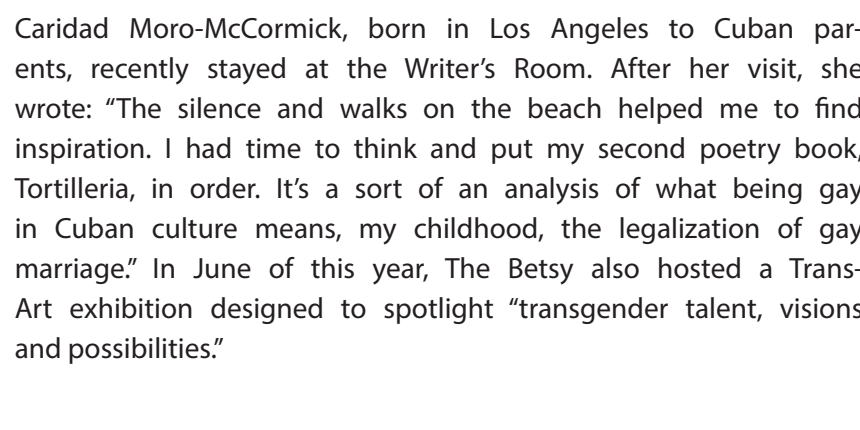 Caridad Moro-McCormick, born in Los Angeles to Cuban par-
ents, recently stayed at the Writer’s Room. After her visit, she
wrote: “The silence and walks on the beach helped me to find
inspiration. I had time to think and put my second poetry book,
Tortilleria, in order. It’s a sort of an analysis of what being gay
in Cuban culture means, my childhood, the legalization of gay
marriage.” In June of this year, The Betsy also hosted a Trans-
Art exhibition designed to spotlight “transgender talent, visions
and possibilities.”